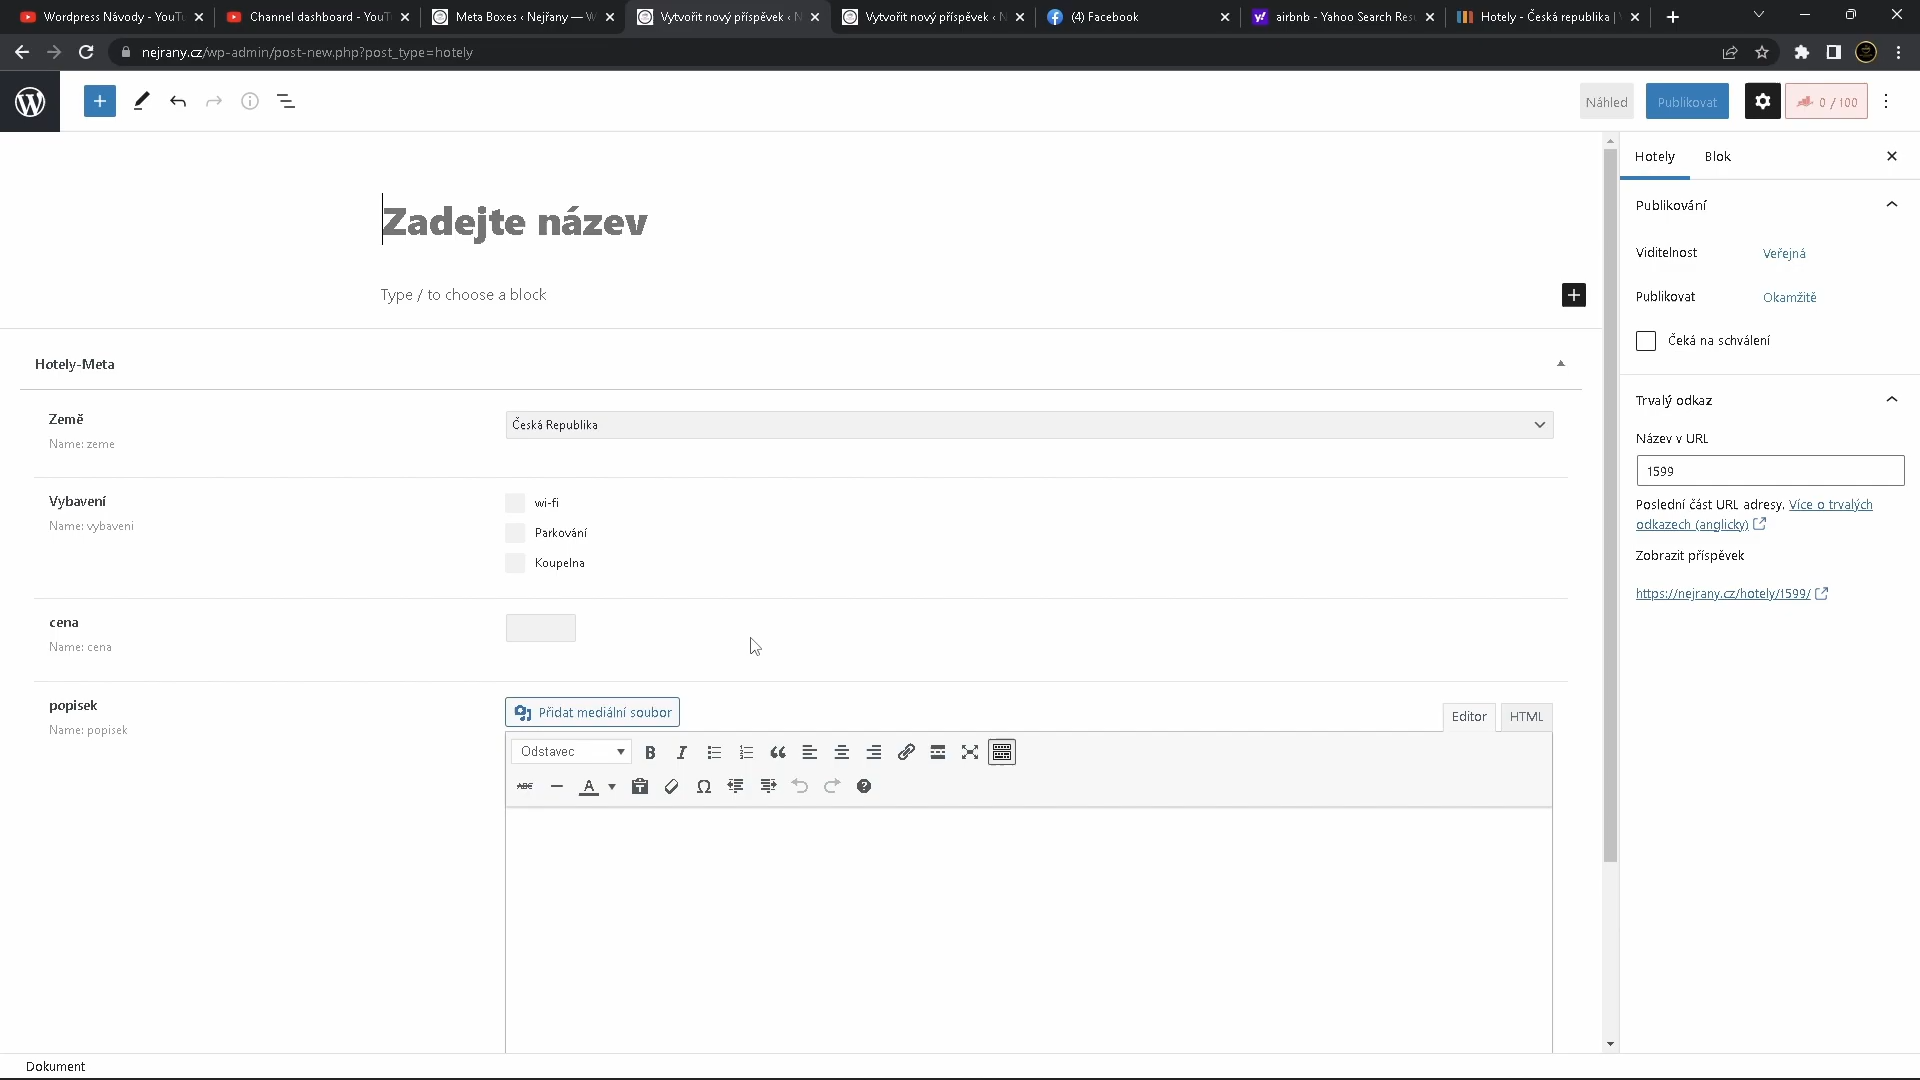 Wordpress Návody - YouTu
Channel dashboard - YouT
Meta Boxes ‹ Nejřany — W
Vytvořit nový příspěvek ‹ N
Vytvořit nový příspěvek ‹ N
(4) Facebook
airbnb - Yahoo Search Resu
Hotely - Česká republika |
nejrany.cz/wp-admin/post-new.php?post_type=hotely
Náhled
Publikovat
0 / 100
Zadejte název
Type / to choose a block
Hotely-Meta
Země
Name: zeme
Česká Republika
Vybavení
Name: vybaveni
wi-fi
Parkování
Koupelna
cena
Name: cena
popisek
Name: popisek
Přidat mediální soubor
Editor
HTML
Odstavec
B
I
ABC
A
Ω
Hotely
Blok
Publikování
Viditelnost
Veřejná
Publikovat
Okamžitě
Čeká na schválení
Trvalý odkaz
Název v URL
1599
Poslední část URL adresy. Více o trvalých
odkazech (anglicky)
Zobrazit příspěvek
https://nejrany.cz/hotely/1599/
Dokument